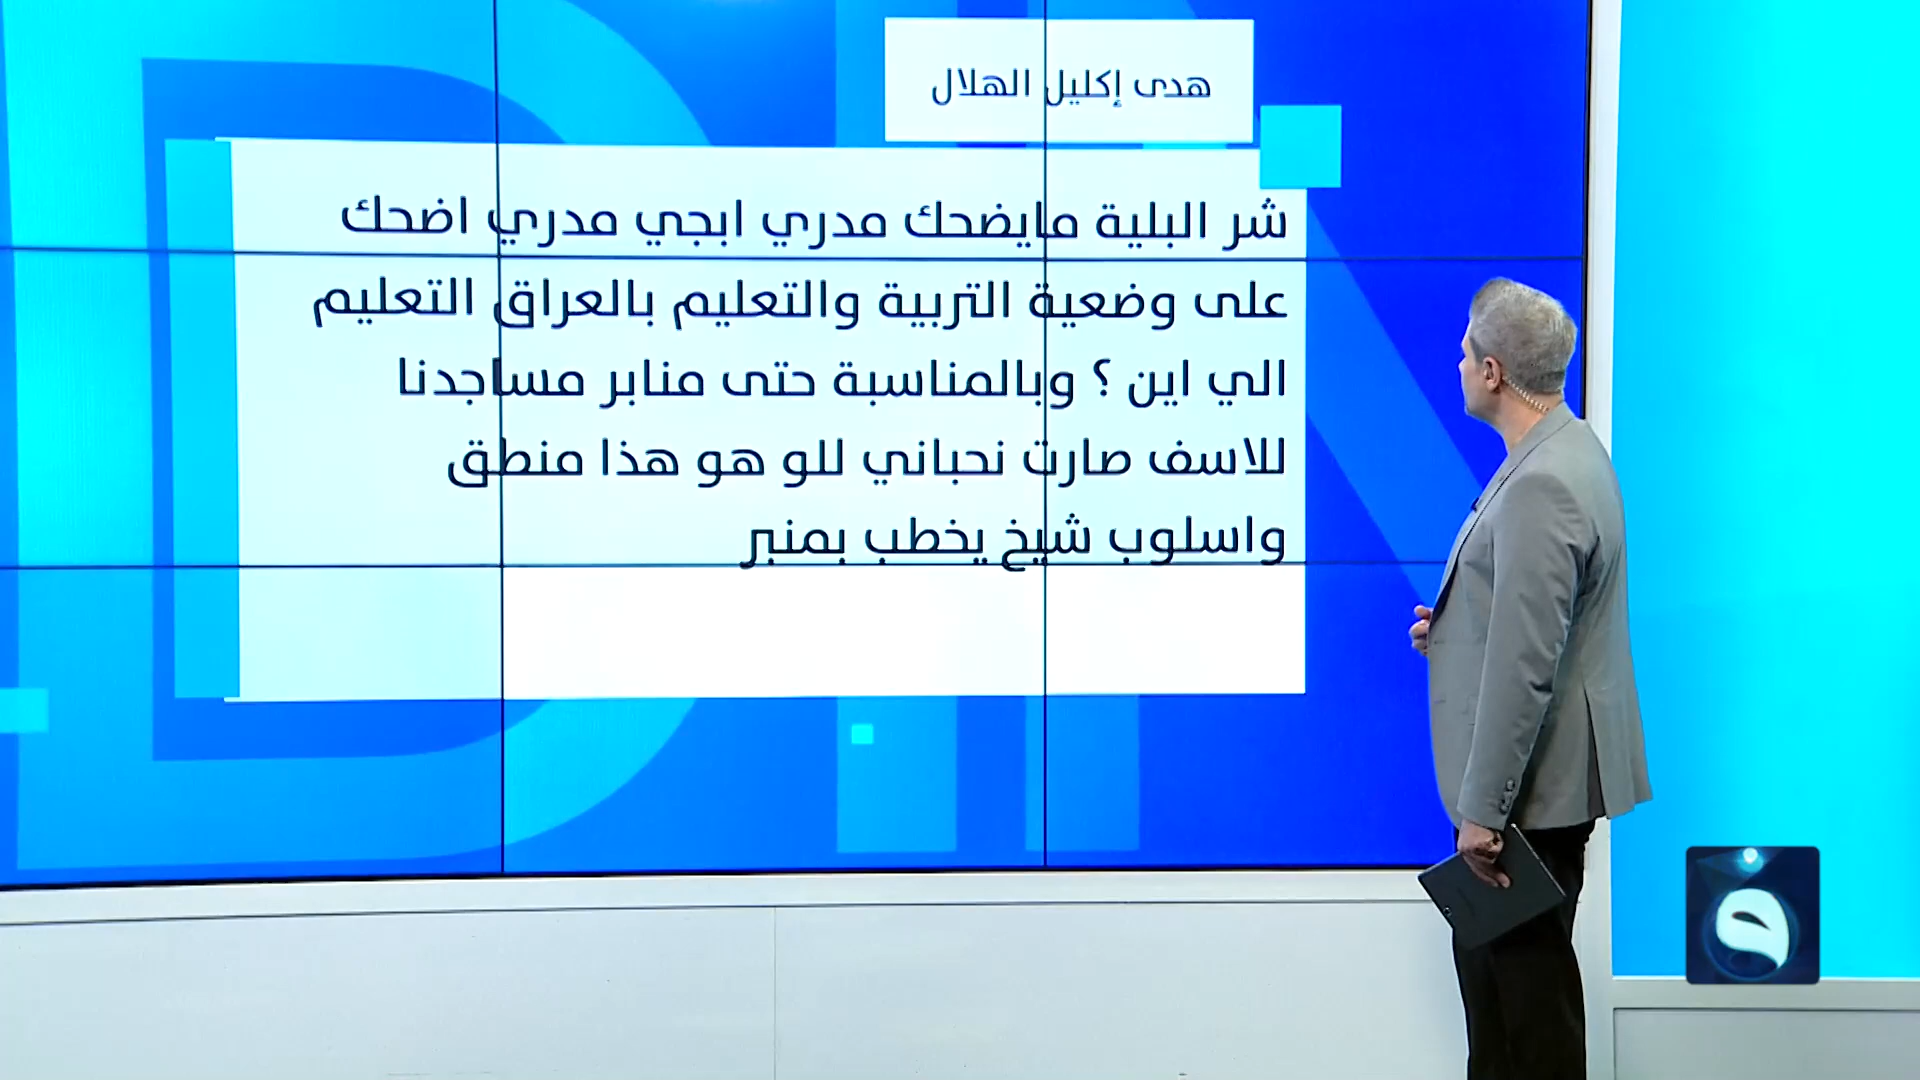 هدى إكليل الهلال
شر البلية مايضحك مدري ابجي مدري اضحك
على وضعية التربية والتعليم بالعراق التعليم
الي اين ؟ وبالمناسبة حتى منابر مساجدنا
للاسف صارت نحباني للو هو هذا منطق
واسلوب شيخ يخطب بمنبر